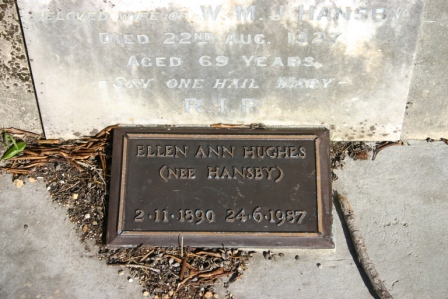 BELOVED WIFE OF W.M.J. HANSBY
DIED 22ND AUG. 1927
AGED 69 YEARS.
- SAY ONE HAIL MARY -
R.I.P.
ELLEN ANN HUGHES
(NEE HANSBY)
2·11·1890 24·6·1987